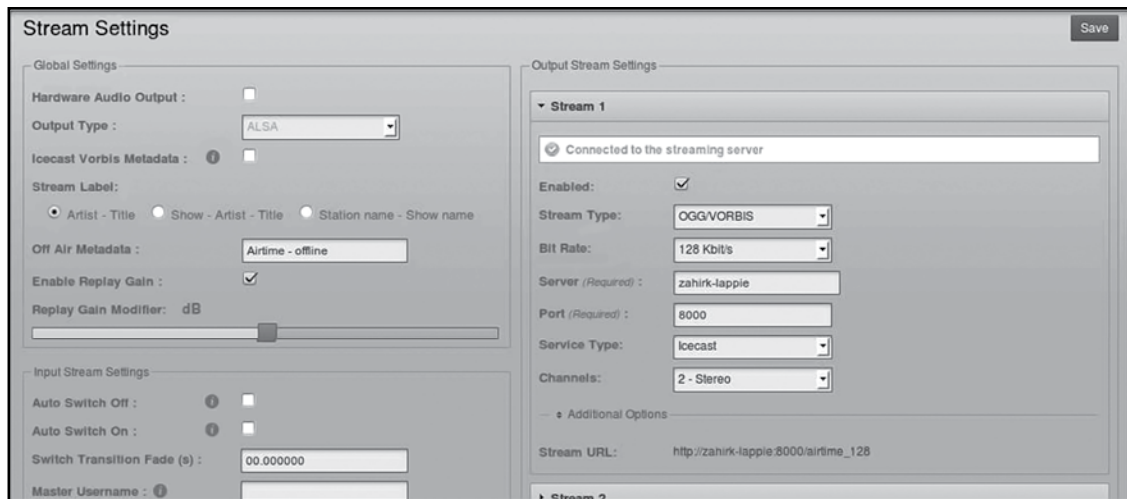 Stream Settings
Save
Global Settings
Hardware Audio Output :
Output Type :
ALSA
Icecast Vorbis Metadata :
Stream Label:
Artist - Title
Show - Artist - Title
Station name - Show name
Off Air Metadata :
Airtime - offline
Enable Replay Gain :
Replay Gain Modifier: dB
Input Stream Settings
Auto Switch Off :
Auto Switch On :
Switch Transition Fade (s) :
00.000000
Master Username :
Output Stream Settings
Stream 1
Connected to the streaming server
Enabled:
Stream Type:
OGG/VORBIS
Bit Rate:
128 Kbit/s
Server (Required) :
zahirk-lappie
Port (Required) :
8000
Service Type:
Icecast
Channels:
2 - Stereo
Additional Options
Stream URL:
http://zahirk-lappie:8000/airtime_128
Stream 2